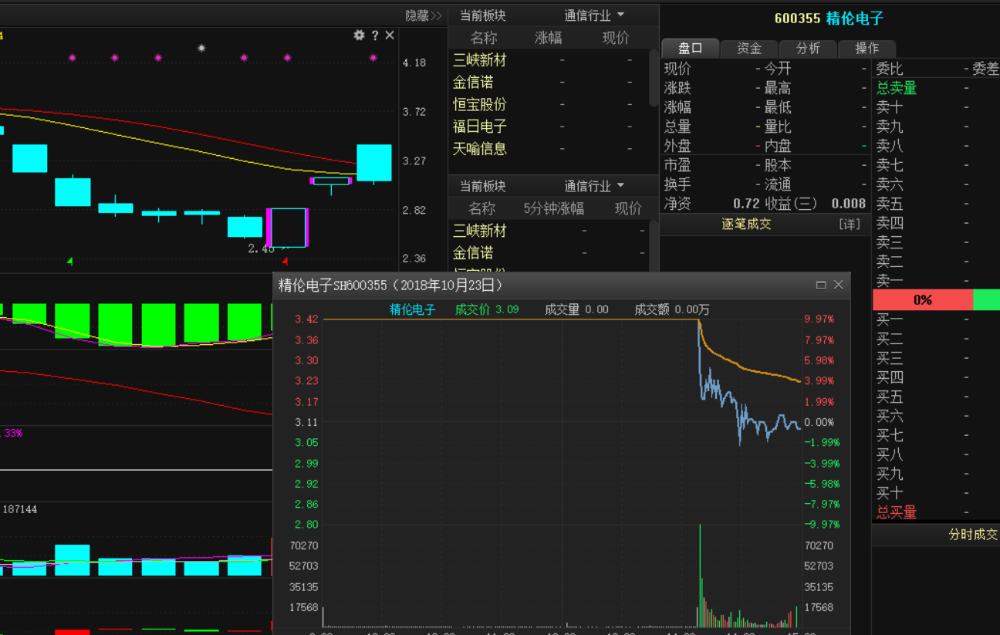 隐藏>>
4.18
3.72
3.27
2.82
2.36
2.4
33%
187144
当前板块 通信行业
名称 涨幅 现价
三峡新材 - -
金信诺 - -
恒宝股份 - -
福日电子 - -
天喻信息 - -
当前板块 通信行业
名称 5分钟涨幅 现价
三峡新材 - -
金信诺 - -
600355 精伦电子
盘口 资金 分析 操作
现价 - 今开 -
涨跌 - 最高 -
涨幅 - 最低 -
总量 - 量比 -
外盘 - 内盘 -
市盈 - 股本 -
换手 - 流通 -
净资 0.72 收益(三) 0.008
逐笔成交 [详]
委比 - 委差
总卖量 -
卖十 -
卖九 -
卖八 -
卖七 -
卖六 -
卖五 -
卖四 -
卖三 -
卖二 -
卖一 -
0%
买一 -
买二 -
买三 -
买四 -
买五 -
买六 -
买七 -
买八 -
买九 -
买十 -
总买量 -
分时成交
精伦电子SH600355（2018年10月23日）
精伦电子 成交价 3.09 成交量 0.00 成交额 0.00万
3.42 9.97%
3.36 7.97%
3.30 5.98%
3.23 3.99%
3.17 1.99%
3.11 0.00%
3.05 -1.99%
2.99 -3.99%
2.92 -5.98%
2.86 -7.97%
2.80 -9.97%
70270 70270
52703 52703
35135 35135
17568 17568